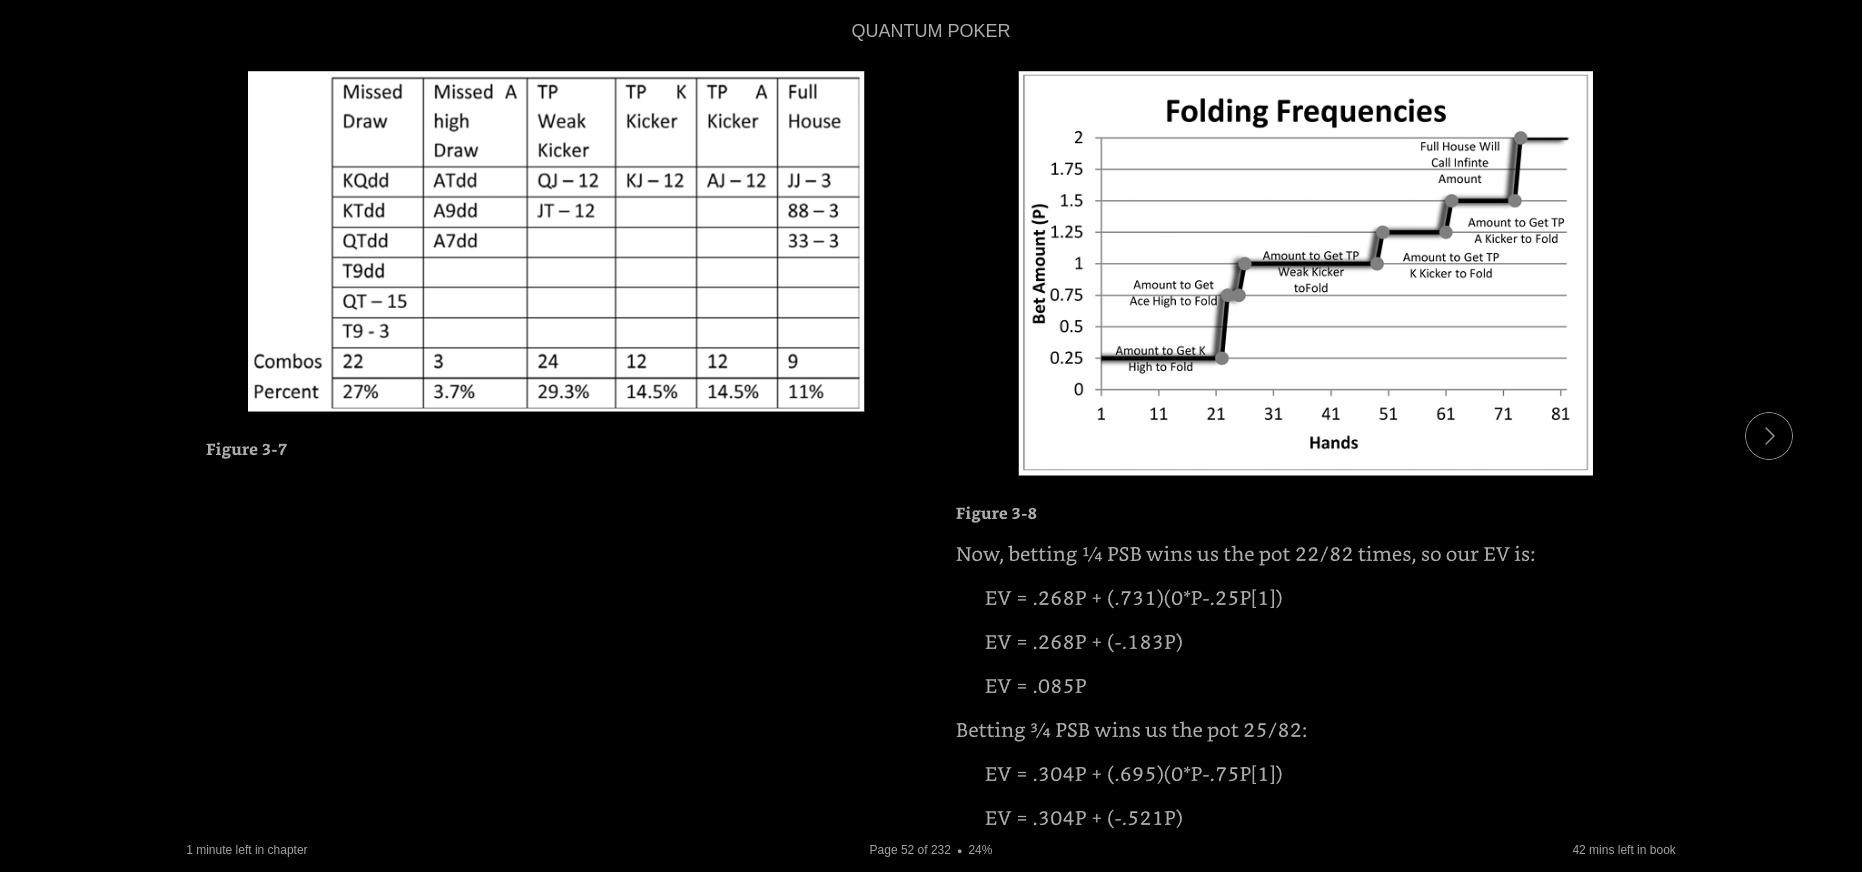 QUANTUM POKER
Missed Draw | Missed A high Draw | TP Weak Kicker | TP K Kicker | TP A Kicker | Full House
KQdd | ATdd | QJ – 12 | KJ – 12 | AJ – 12 | JJ – 3
KTdd | A9dd | JT – 12 | | | 88 – 3
QTdd | A7dd | | | | 33 – 3
T9dd
QT – 15
T9 - 3
Combos | 22 | 3 | 24 | 12 | 12 | 9
Percent | 27% | 3.7% | 29.3% | 14.5% | 14.5% | 11%
Figure 3-7
Folding Frequencies
Bet Amount (P)
2
1.75
1.5
1.25
1
0.75
0.5
0.25
0
Full House Will
Call Infinte
Amount
Amount to Get TP
A Kicker to Fold
Amount to Get TP
K Kicker to Fold
Amount to Get TP
Weak Kicker
toFold
Amount to Get
Ace High to Fold
Amount to Get K
High to Fold
1 11 21 31 41 51 61 71 81
Hands
Figure 3-8
Now, betting ¼ PSB wins us the pot 22/82 times, so our EV is:
EV = .268P + (.731)(0*P-.25P[1])
EV = .268P + (-.183P)
EV = .085P
Betting ¾ PSB wins us the pot 25/82:
EV = .304P + (.695)(0*P-.75P[1])
EV = .304P + (-.521P)
1 minute left in chapter
Page 52 of 232 • 24%
42 mins left in book